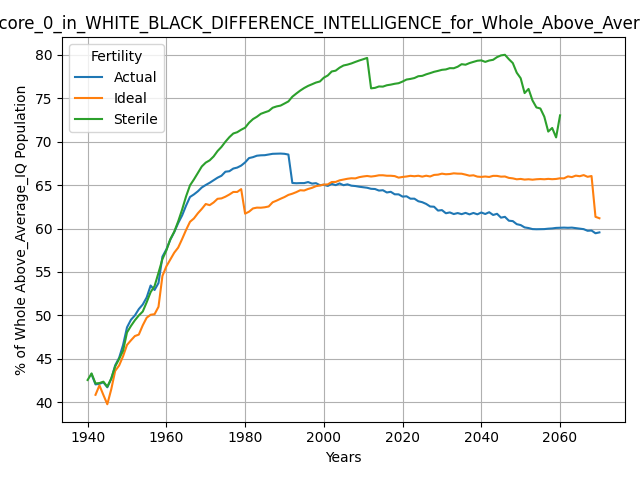 core_0_in_WHITE_BLACK_DIFFERENCE_INTELLIGENCE_for_Whole_Above_Aver
Fertility
Actual
Ideal
Sterile
% of Whole Above_Average_IQ Population
80
75
70
65
60
55
50
45
40
1940 1960 1980 2000 2020 2040 2060
Years